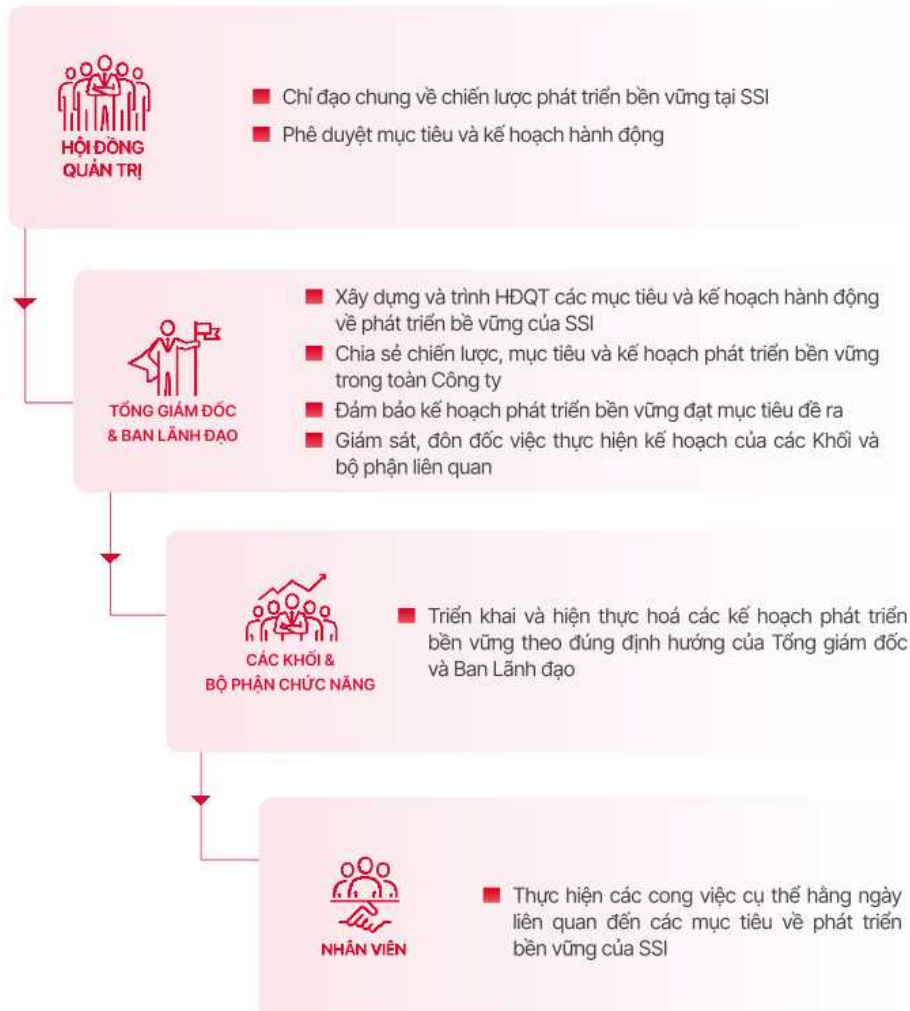 HỘI ĐỒNG
QUẢN TRỊ
Chỉ đạo chung về chiến lược phát triển bền vững tại SSI
Phê duyệt mục tiêu và kế hoạch hành động
TỔNG GIÁM ĐỐC
& BAN LÃNH ĐẠO
Xây dựng và trình HĐQT các mục tiêu và kế hoạch hành động
về phát triển bề vững của SSI
Chia sẻ chiến lược, mục tiêu và kế hoạch phát triển bền vững
trong toàn Công ty
Đảm bảo kế hoạch phát triển bền vững đạt mục tiêu đề ra
Giám sát, đôn đốc việc thực hiện kế hoạch của các Khối và
bộ phận liên quan
CÁC KHỐI &
BỘ PHẬN CHỨC NĂNG
Triển khai và hiện thực hoá các kế hoạch phát triển
bền vững theo đúng định hướng của Tổng giám đốc
và Ban Lãnh đạo
NHÂN VIÊN
Thực hiện các cong việc cụ thể hằng ngày
liên quan đến các mục tiêu về phát triển
bền vững của SSI